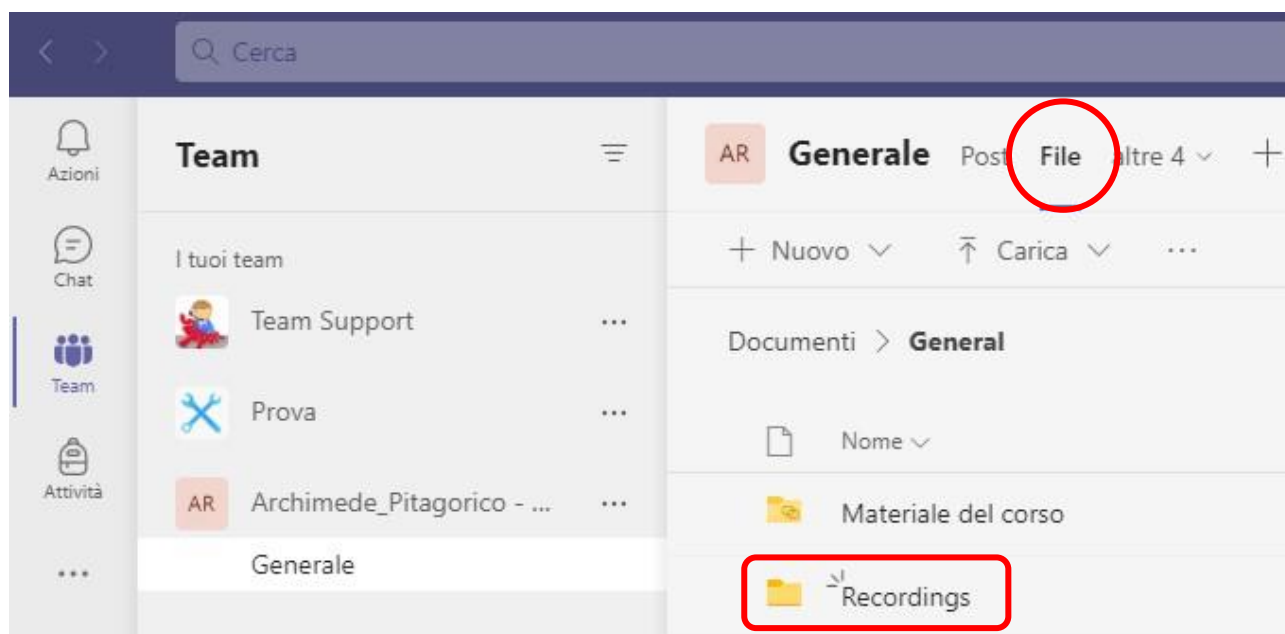 Cerca
Azioni
Chat
Team
Attività
Team
I tuoi team
Team Support
Prova
AR Archimede_Pitagorico - ...
Generale
AR Generale Post File altre 4
Nuovo Carica
Documenti > General
Nome
Materiale del corso
Recordings